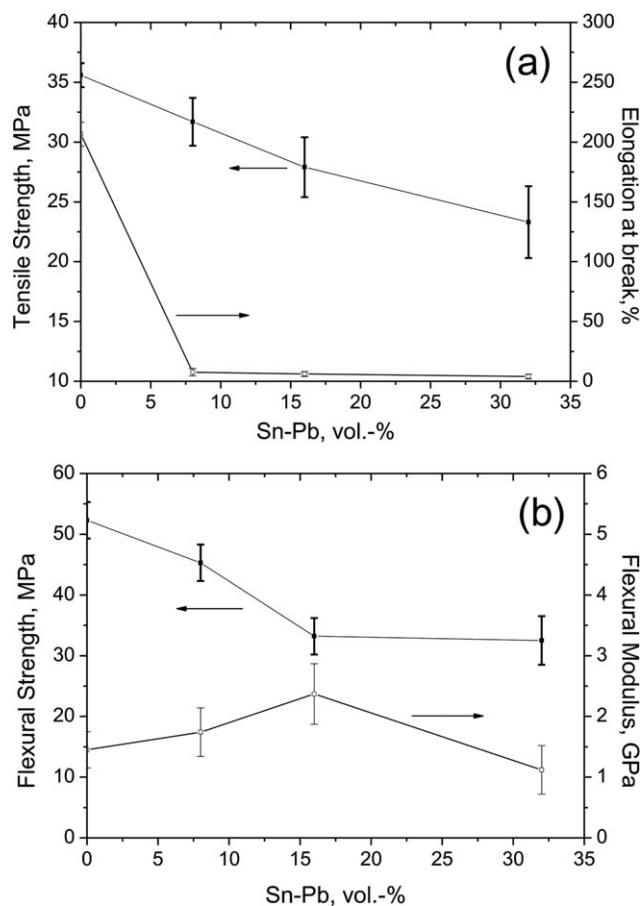 (a)
Tensile Strength, MPa
40
35
30
25
20
15
10
300
250
200
150
100
50
0
Elongation at break,%
0 5 10 15 20 25 30 35
Sn-Pb, vol.-%
(b)
Flexural Strength, MPa
60
50
40
30
20
10
0
6
5
4
3
2
1
0
Flexural Modulus, GPa
0 5 10 15 20 25 30 35
Sn-Pb, vol.-%